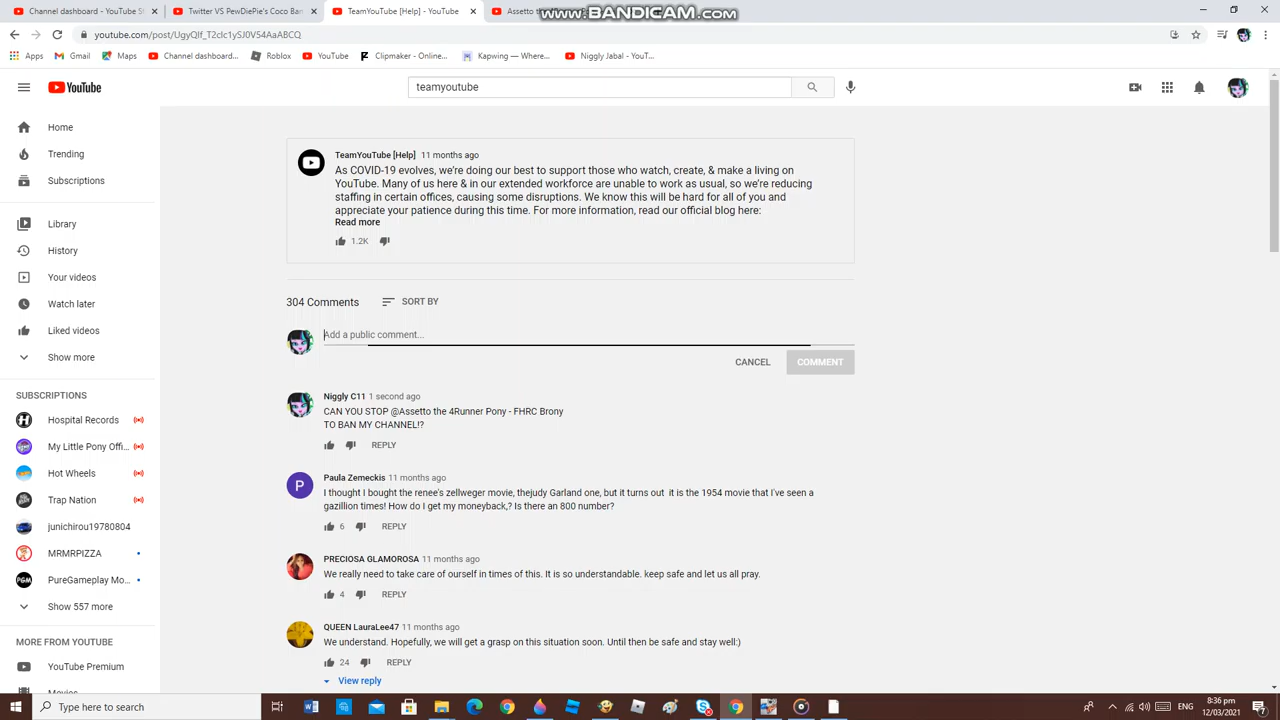 Channel dashboard - YouTube S
Twitter VS PewDiePie's Coco Ban
TeamYouTube [Help] - YouTube
Assetto the
www.BANDICAM.com
youtube.com/post/UgyQlf_T2cIc1ySJ0V54AaABCQ
Apps
Gmail
Channel dashboard...
Roblox
YouTube
Clipmaker - Online...
Kapwing — Where...
Niggly Jabal - YouT...
YouTube
teamyoutube
Home
Trending
Subscriptions
Library
History
Your videos
Watch later
Liked videos
Show more
SUBSCRIPTIONS
Hospital Records
My Little Pony Offi...
Hot Wheels
Trap Nation
junichirou19780804
MRMRPIZZA
PureGameplay Mo...
Show 557 more
MORE FROM YOUTUBE
YouTube Premium
Movies
TeamYouTube [Help] 11 months ago
As COVID-19 evolves, we're doing our best to support those who watch, create, & make a living on
YouTube. Many of us here & in our extended workforce are unable to work as usual, so we're reducing
staffing in certain offices, causing some disruptions. We know this will be hard for all of you and
appreciate your patience during this time. For more information, read our official blog here:
Read more
1.2K
304 Comments SORT BY
Add a public comment...
CANCEL COMMENT
Niggly C11 1 second ago
CAN YOU STOP @Assetto the 4Runner Pony - FHRC Brony
TO BAN MY CHANNEL!?
REPLY
Paula Zemeckis 11 months ago
I thought I bought the renee's zellweger movie, thejudy Garland one, but it turns out it is the 1954 movie that I've seen a
gazillion times! How do I get my moneyback,? Is there an 800 number?
6 REPLY
PRECIOSA GLAMOROSA 11 months ago
We really need to take care of ourself in times of this. It is so understandable. keep safe and let us all pray.
4 REPLY
QUEEN LauraLee47 11 months ago
We understand. Hopefully, we will get a grasp on this situation soon. Until then be safe and stay well:)
24 REPLY
View reply
Type here to search
8:36 pm
12/03/2021